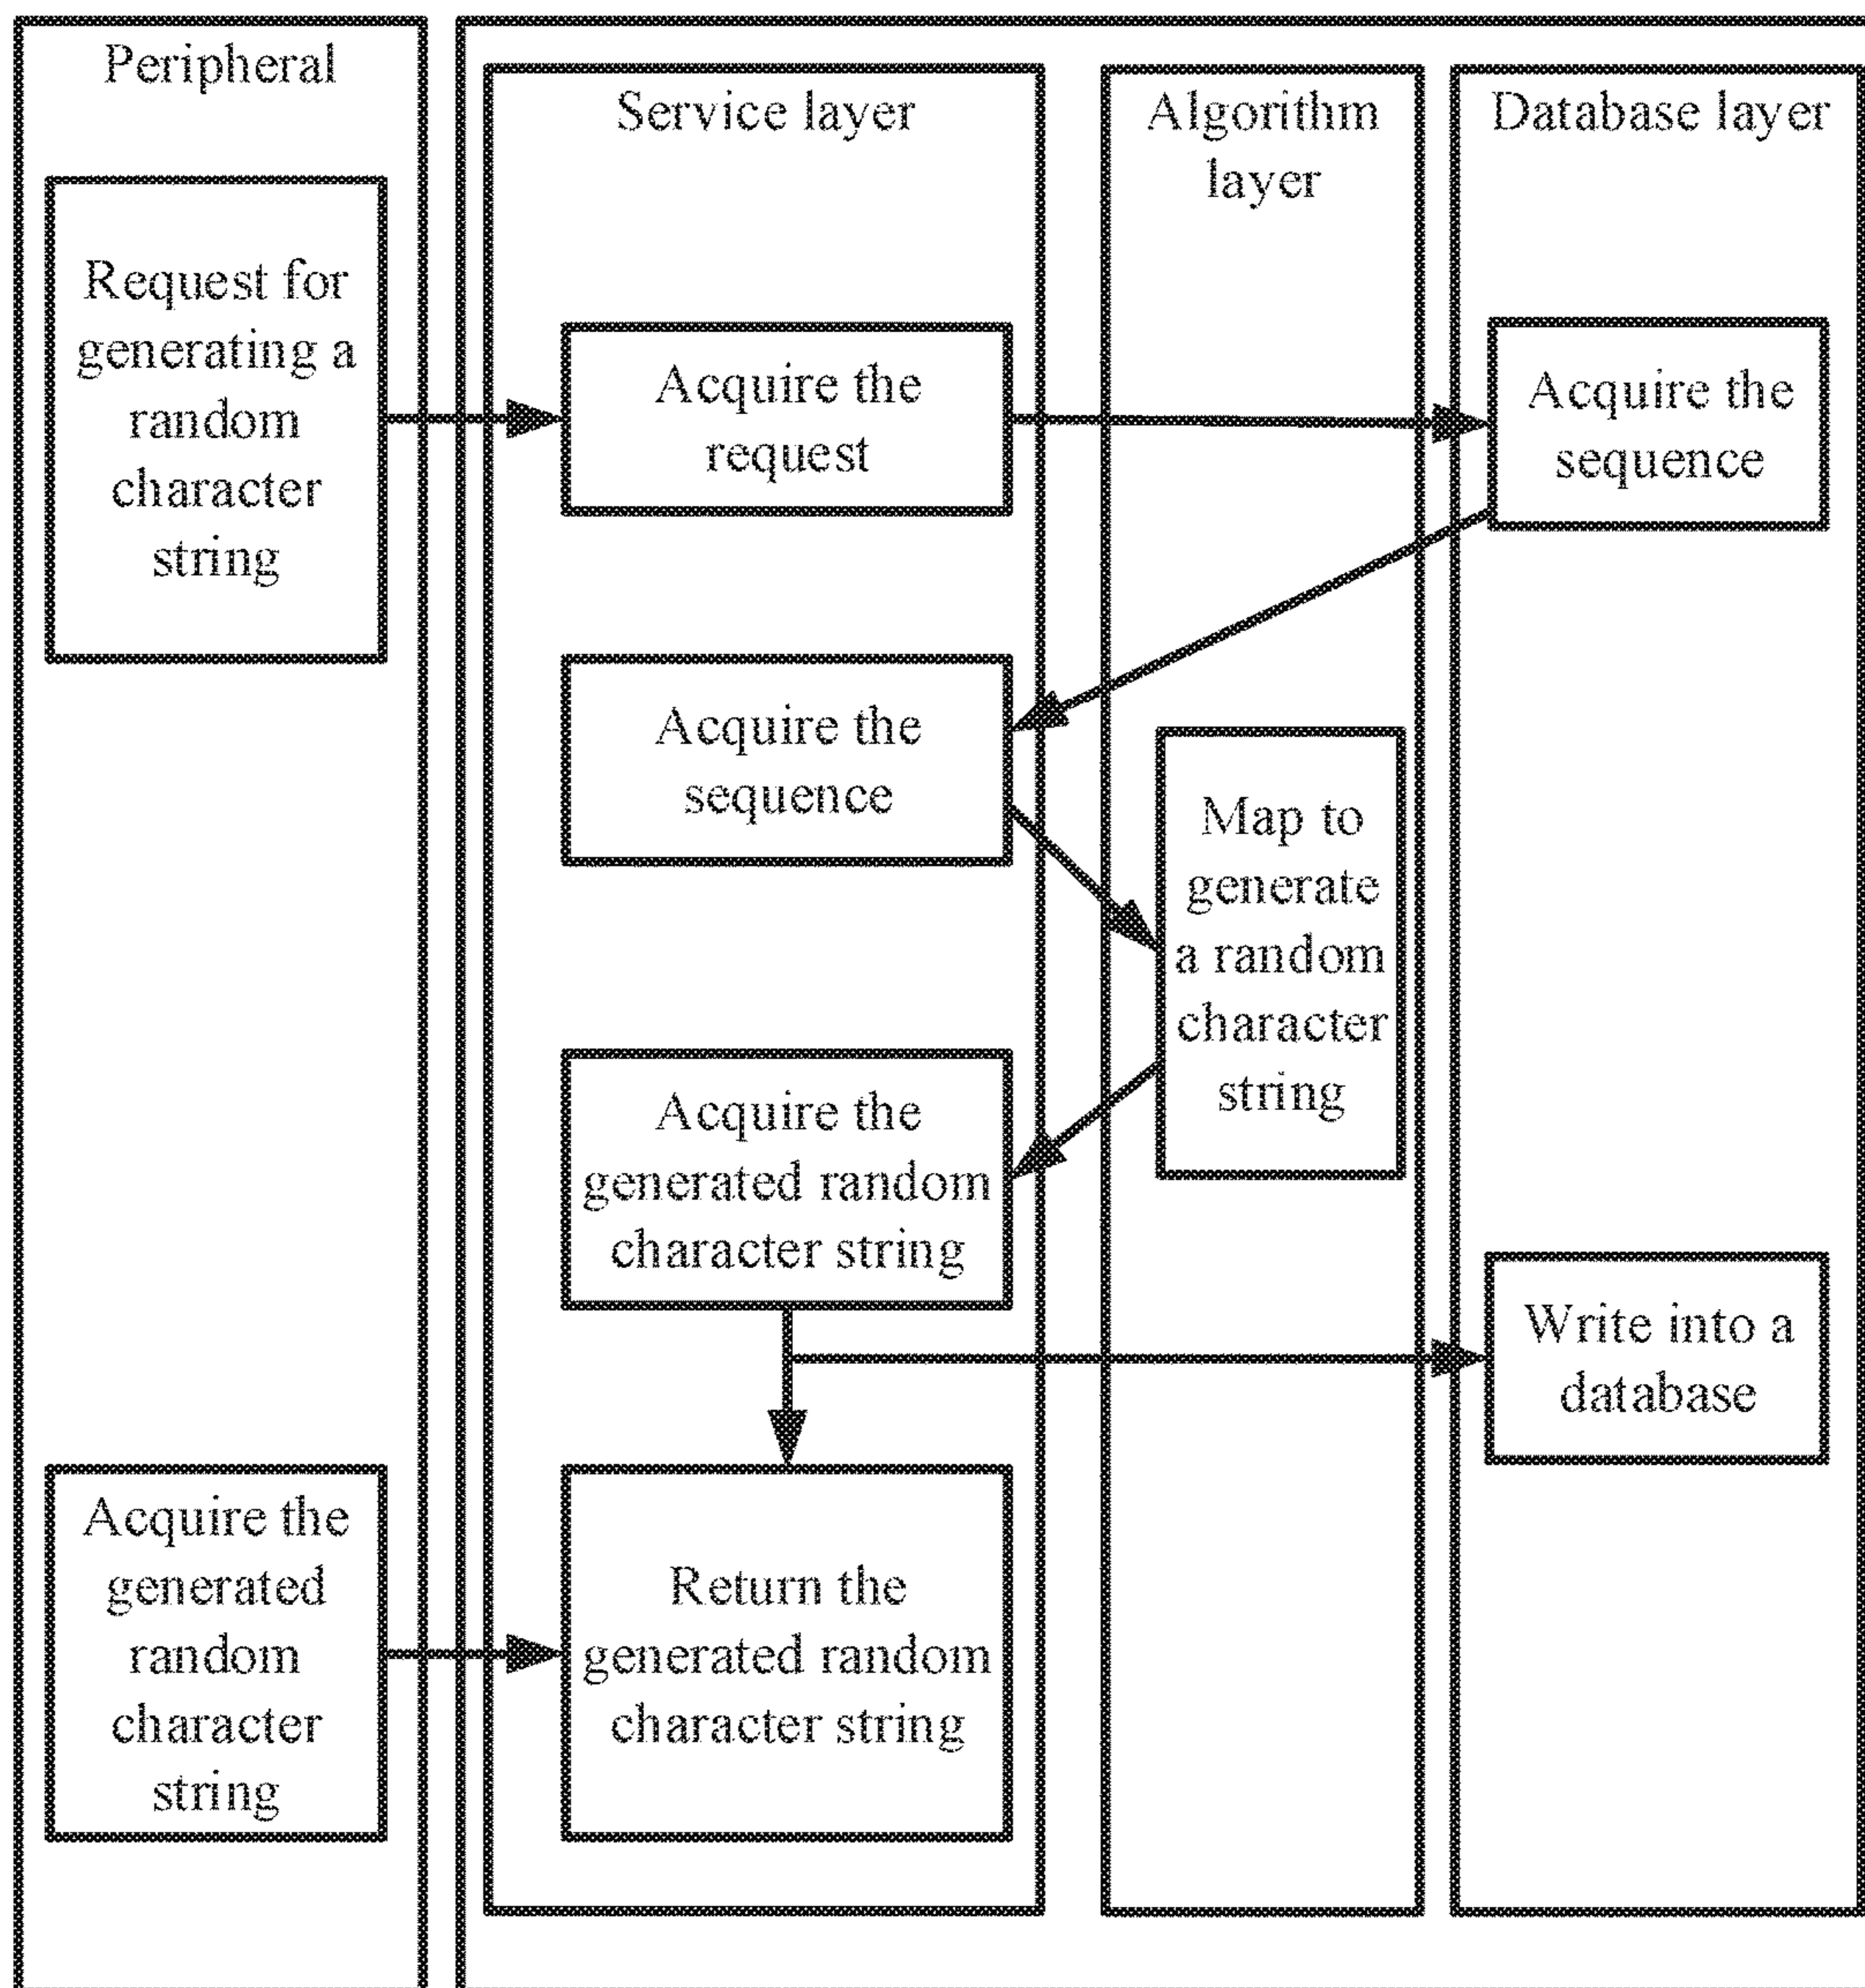 Peripheral
Service layer
Algorithm
layer
Database layer
Request for
generating a
random
character
string
Acquire the
request
Acquire the
sequence
Acquire the
sequence
Map to
generate
a random
character
string
Acquire the
generated random
character string
Write into a
database
Acquire the
generated
random
character
string
Return the
generated random
character string